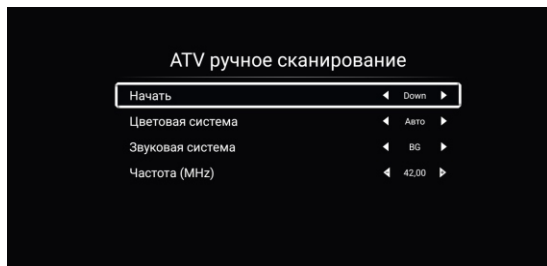 ATV ручное сканирование
Начать Down
Цветовая система Авто
Звуковая система BG
Частота (MHz) 42,00